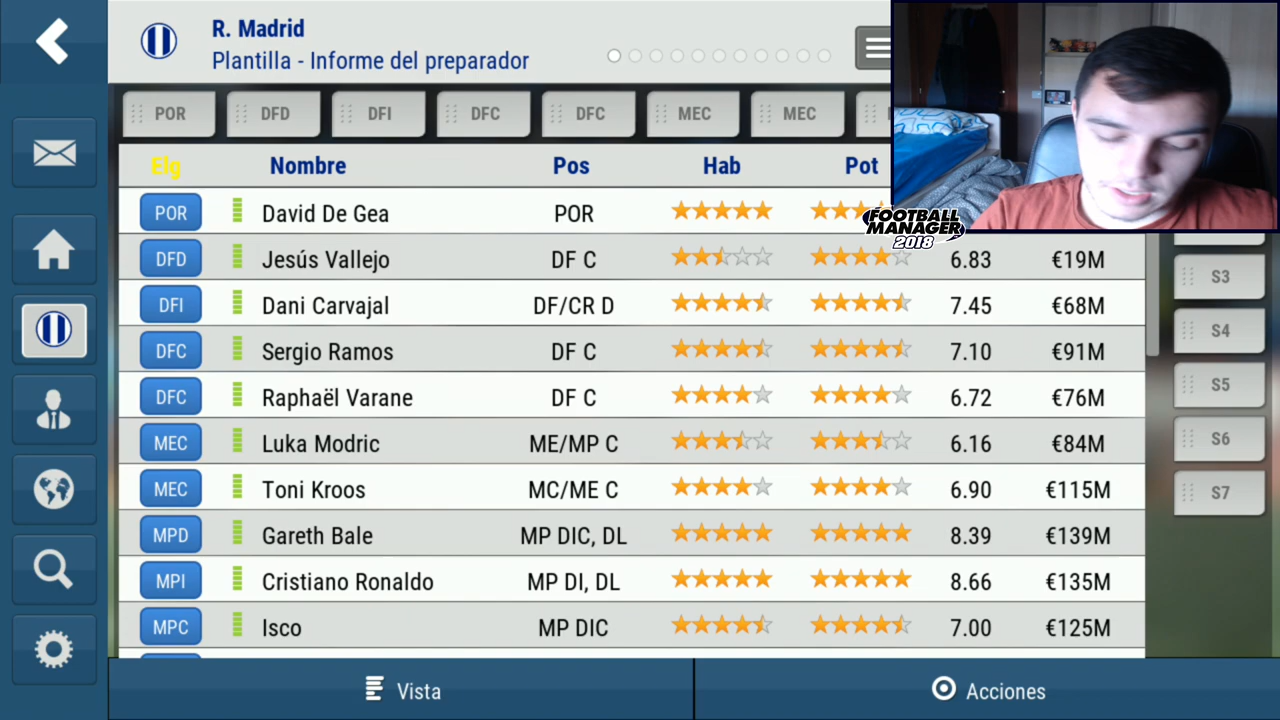 R. Madrid
Plantilla - Informe del preparador
POR DFD DFI DFC DFC MEC MEC
Elg Nombre Pos Hab Pot
POR David De Gea POR
FOOTBALL
MANAGER
2018
DFD Jesús Vallejo DF C 6.83 €19M
S3
DFI Dani Carvajal DF/CR D 7.45 €68M
S4
DFC Sergio Ramos DF C 7.10 €91M
S5
DFC Raphaël Varane DF C 6.72 €76M
MEC Luka Modric ME/MP C 6.16 €84M
S6
MEC Toni Kroos MC/ME C 6.90 €115M
S7
MPD Gareth Bale MP DIC, DL 8.39 €139M
MPI Cristiano Ronaldo MP DI, DL 8.66 €135M
MPC Isco MP DIC 7.00 €125M
Vista Acciones